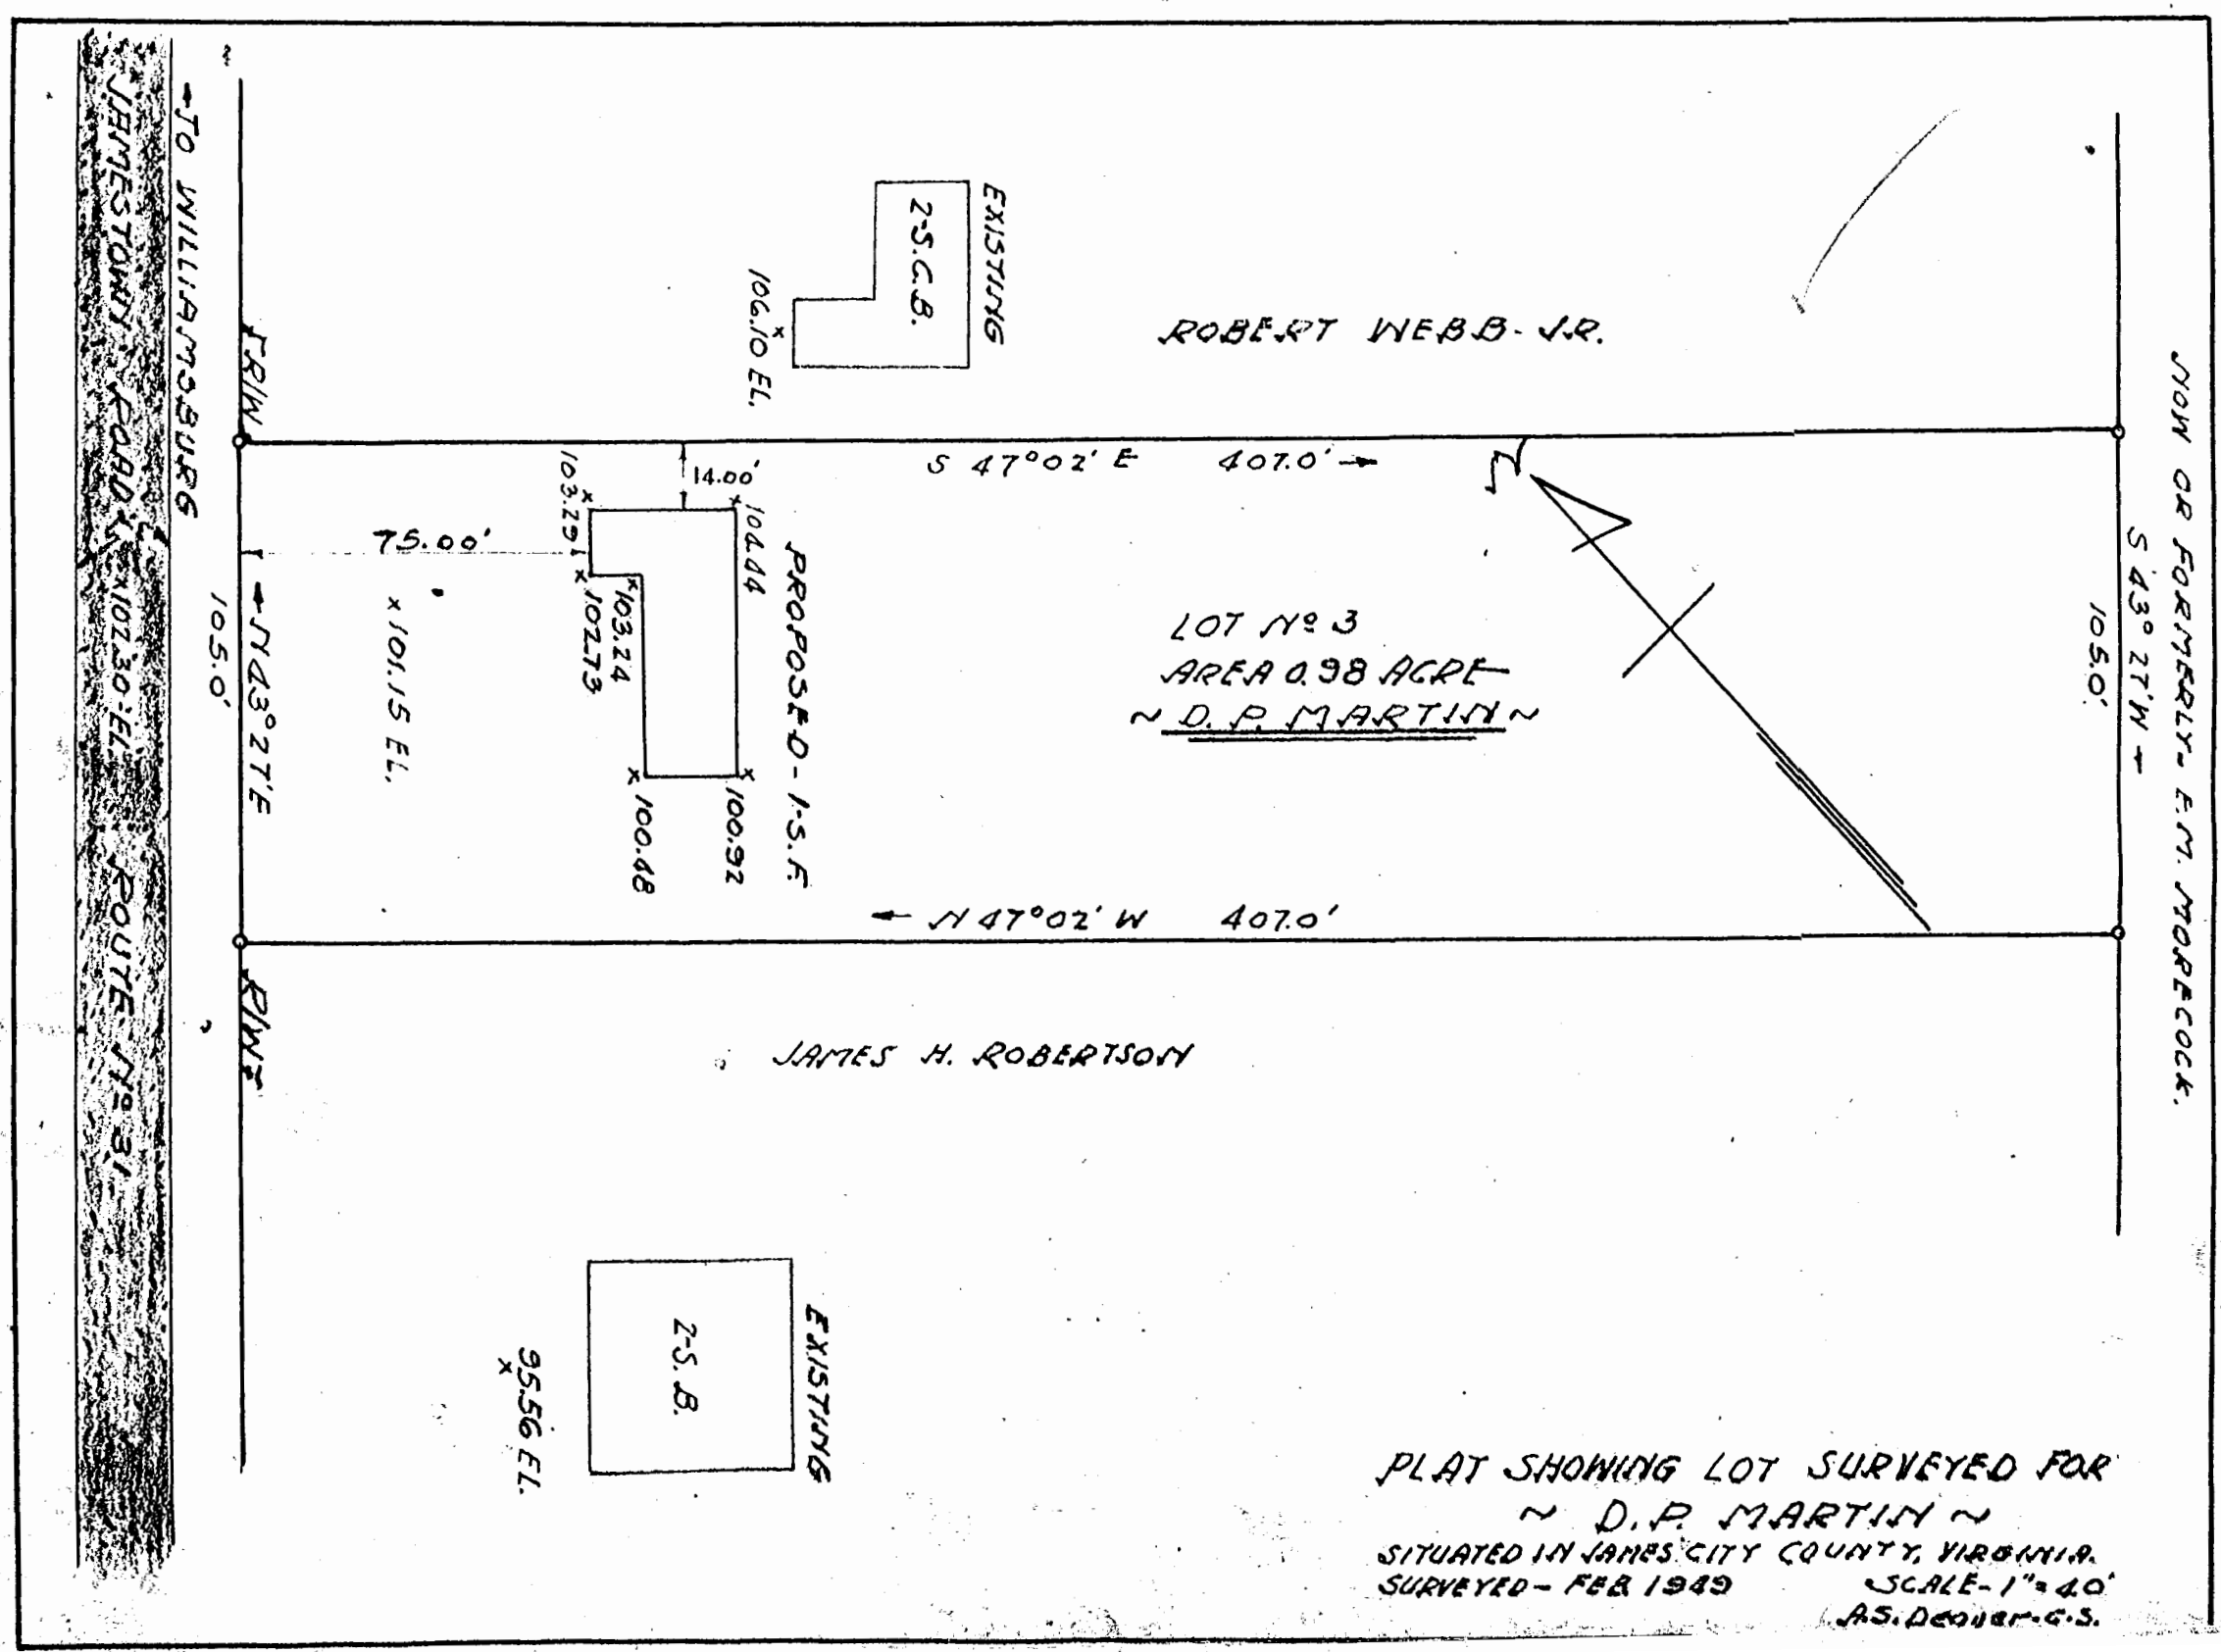 JAMESTOWN ROAD x 102.30-EL. ROUTE Nº 31
←TO WILLIAMSBURG
R/W
N 43° 27' E
105.0'
R/W
EXISTING
2-S.C.B.
106.10 EL.
x
ROBERT WEBB-JR.
S 47°02' E 407.0' →
14.00'
75.00'
x 101.15 EL.
x 103.29
x 104.44
x 102.73
x 103.24
x 100.48
x 100.92
PROPOSED-1-S.F.
LOT Nº 3
AREA 0.98 ACRE
~ D. P. MARTIN ~
← N 47°02' W 407.0'
NOW OR FORMERLY~ E.M. MORECOCK.
S 43° 27' W →
105.0'
JAMES H. ROBERTSON
EXISTING
2-S. B.
95.56 EL.
x
PLAT SHOWING LOT SURVEYED FOR
~ D. P. MARTIN ~
SITUATED IN JAMES CITY COUNTY, VIRGINIA.
SURVEYED- FEB. 1949 SCALE-1"=40'